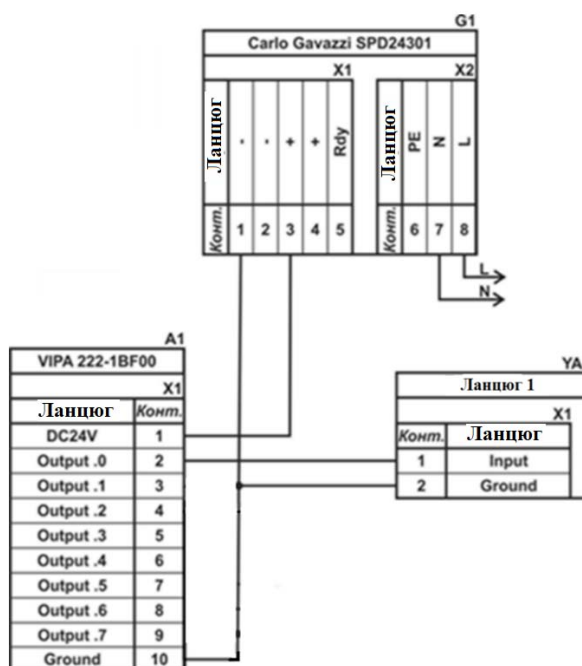 G1
Carlo Gavazzi SPD24301
X1 X2
Ланцюг - - + + Rdy Ланцюг PE N L
Конт. 1 2 3 4 5 Конт. 6 7 8
L
N
A1
VIPA 222-1BF00
X1
Ланцюг Конт.
DC24V 1
Output .0 2
Output .1 3
Output .2 4
Output .3 5
Output .4 6
Output .5 7
Output .6 8
Output .7 9
Ground 10
YA
Ланцюг 1
X1
Конт. Ланцюг
1 Input
2 Ground